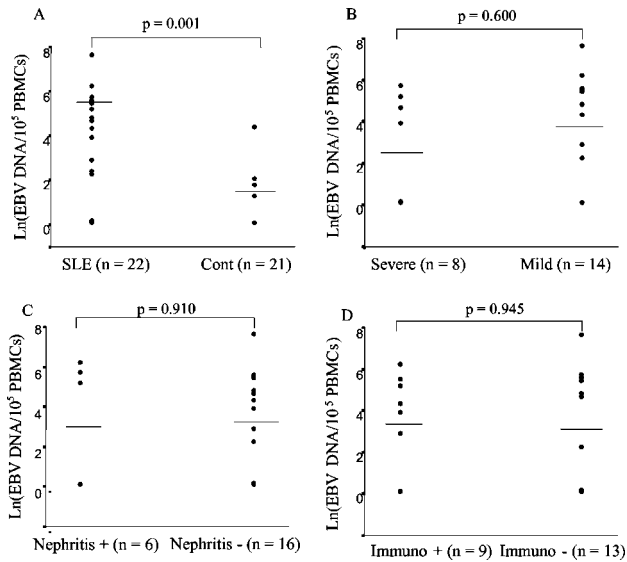 A
p = 0.001
Ln(EBV DNA/10⁵ PBMCs)
8
6
4
2
0
SLE (n = 22) Cont (n = 21)
B
p = 0.600
Ln(EBV DNA/10⁵ PBMCs)
8
6
4
2
0
Severe (n = 8) Mild (n = 14)
C
p = 0.910
Ln(EBV DNA/10⁵ PBMCs)
8
6
4
2
0
Nephritis + (n = 6) Nephritis - (n = 16)
D
p = 0.945
Ln(EBV DNA/10⁵ PBMCs)
8
6
4
2
0
Immuno + (n = 9) Immuno - (n = 13)